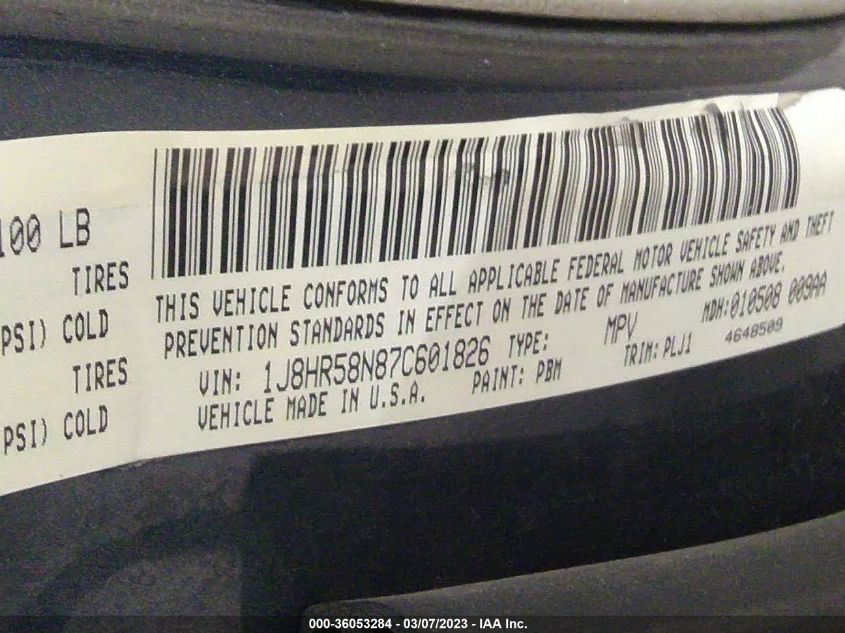 100 LB
TIRES
PSI) COLD
TIRES
PSI) COLD
THIS VEHICLE CONFORMS TO ALL APPLICABLE FEDERAL MOTOR VEHICLE SAFETY AND THEFT
PREVENTION STANDARDS IN EFFECT ON THE DATE OF MANUFACTURE SHOWN ABOVE.
VIN: 1J8HR58N87C601826 TYPE: MPV MDH:010508 009AA
VEHICLE MADE IN U.S.A. PAINT: PBM TRIM: PLJ1 4648509
000-36053284 - 03/07/2023 - IAA Inc.